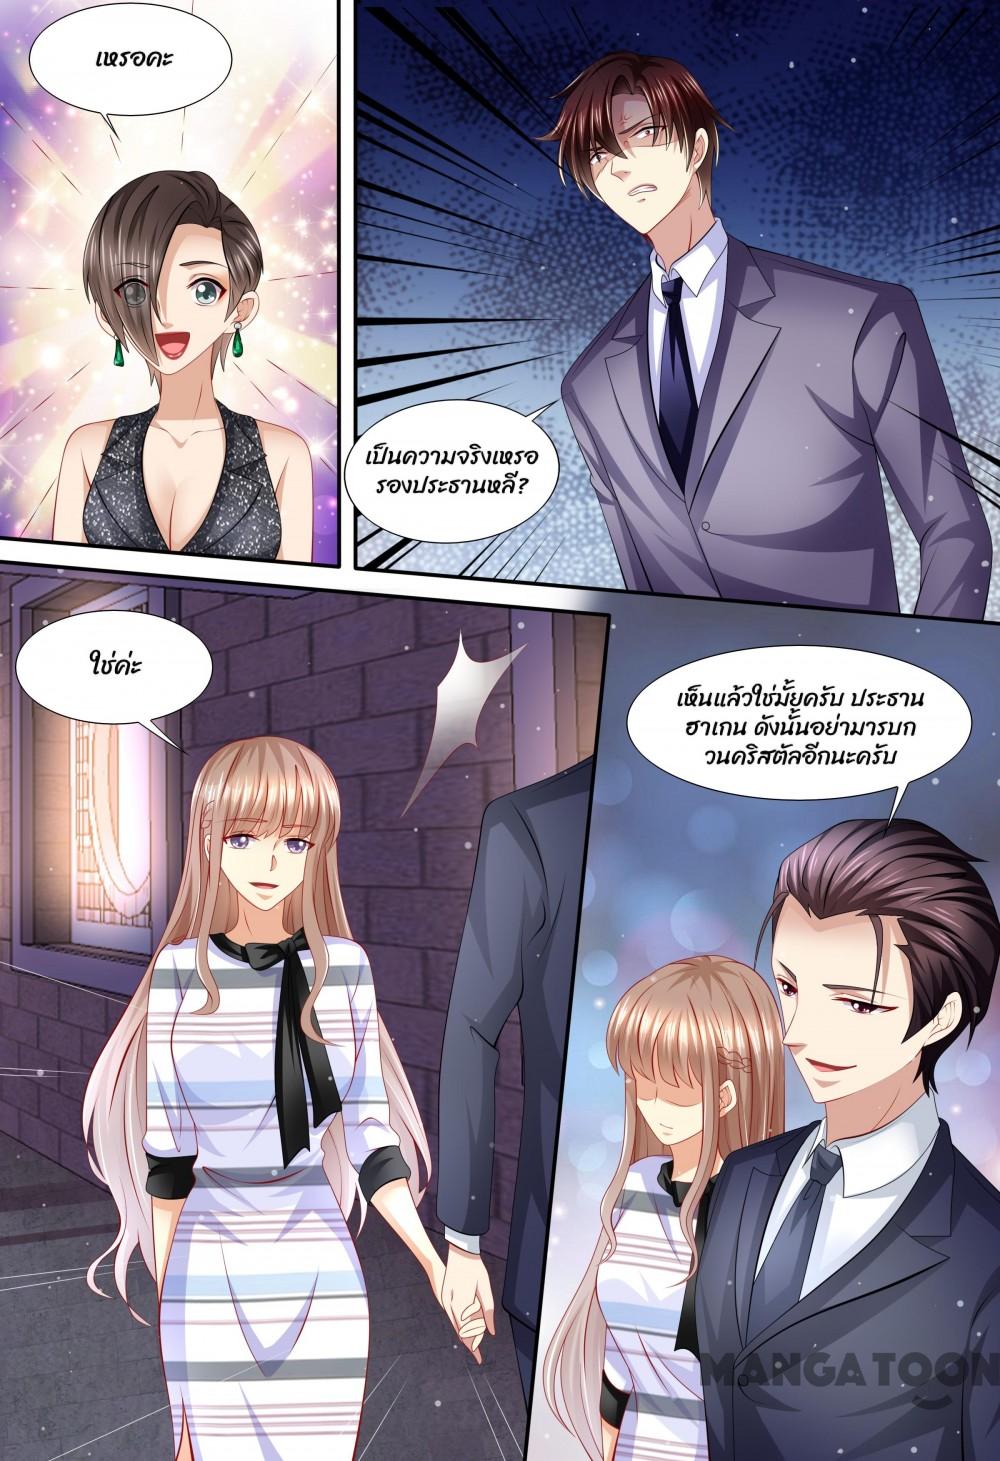 เหรอคะ
เป็นความจริงเหรอ
รองประธานหลี?
ใช่ค่ะ
เห็นแล้วใช่มั้ยครับ ประธาน
ฮาเกน ดังนั้นอย่ามารบก
วนคริสตัลอีกนะครับ
MANGATOON